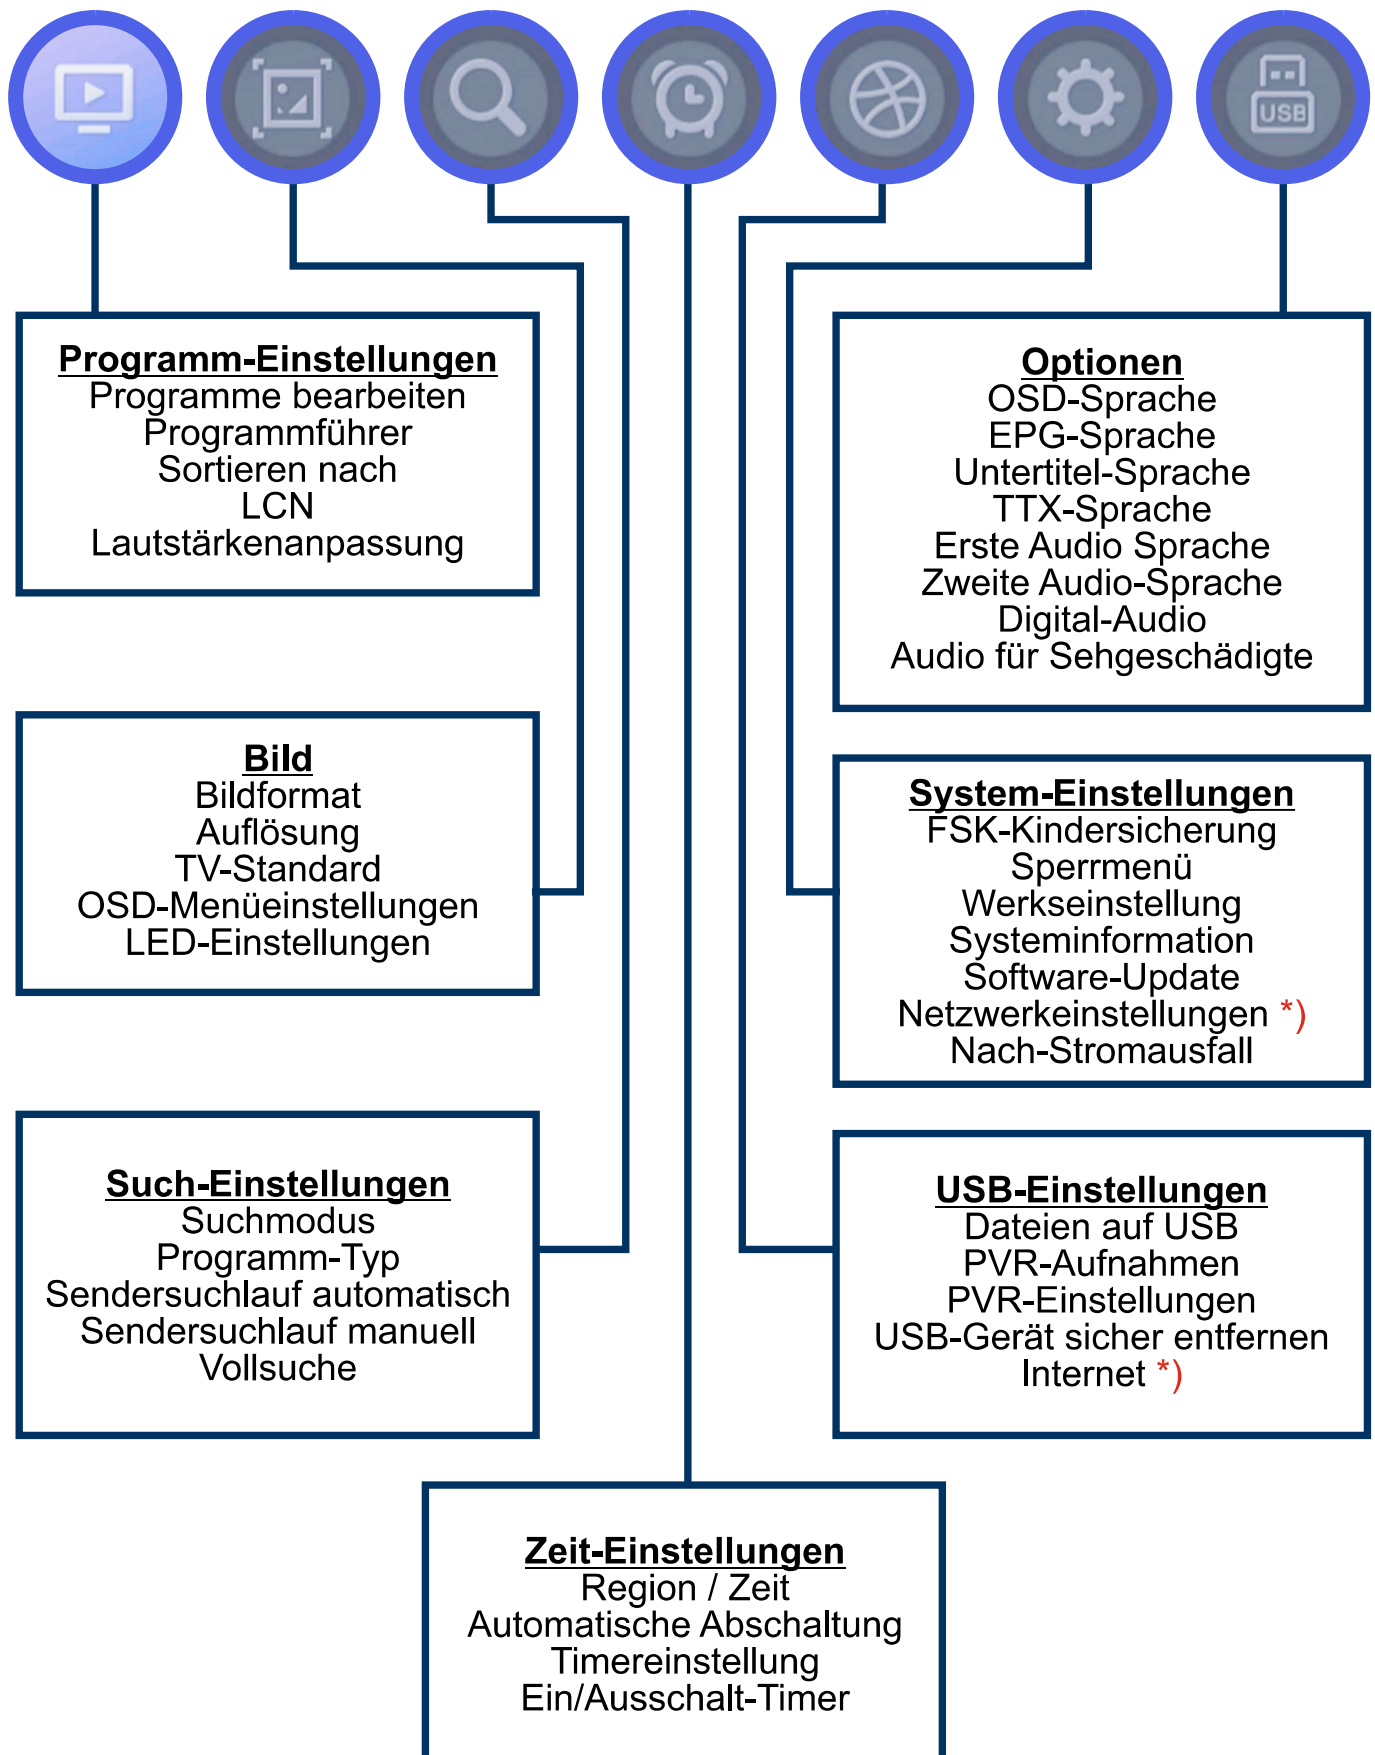 USB
Programm-Einstellungen
Programme bearbeiten
Programmführer
Sortieren nach
LCN
Lautstärkenanpassung
Bild
Bildformat
Auflösung
TV-Standard
OSD-Menüeinstellungen
LED-Einstellungen
Such-Einstellungen
Suchmodus
Programm-Typ
Sendersuchlauf automatisch
Sendersuchlauf manuell
Vollsuche
Optionen
OSD-Sprache
EPG-Sprache
Untertitel-Sprache
TTX-Sprache
Erste Audio Sprache
Zweite Audio-Sprache
Digital-Audio
Audio für Sehgeschädigte
System-Einstellungen
FSK-Kindersicherung
Sperrmenü
Werkseinstellung
Systeminformation
Software-Update
Netzwerkeinstellungen *)
Nach-Stromausfall
USB-Einstellungen
Dateien auf USB
PVR-Aufnahmen
PVR-Einstellungen
USB-Gerät sicher entfernen
Internet *)
Zeit-Einstellungen
Region / Zeit
Automatische Abschaltung
Timereinstellung
Ein/Ausschalt-Timer